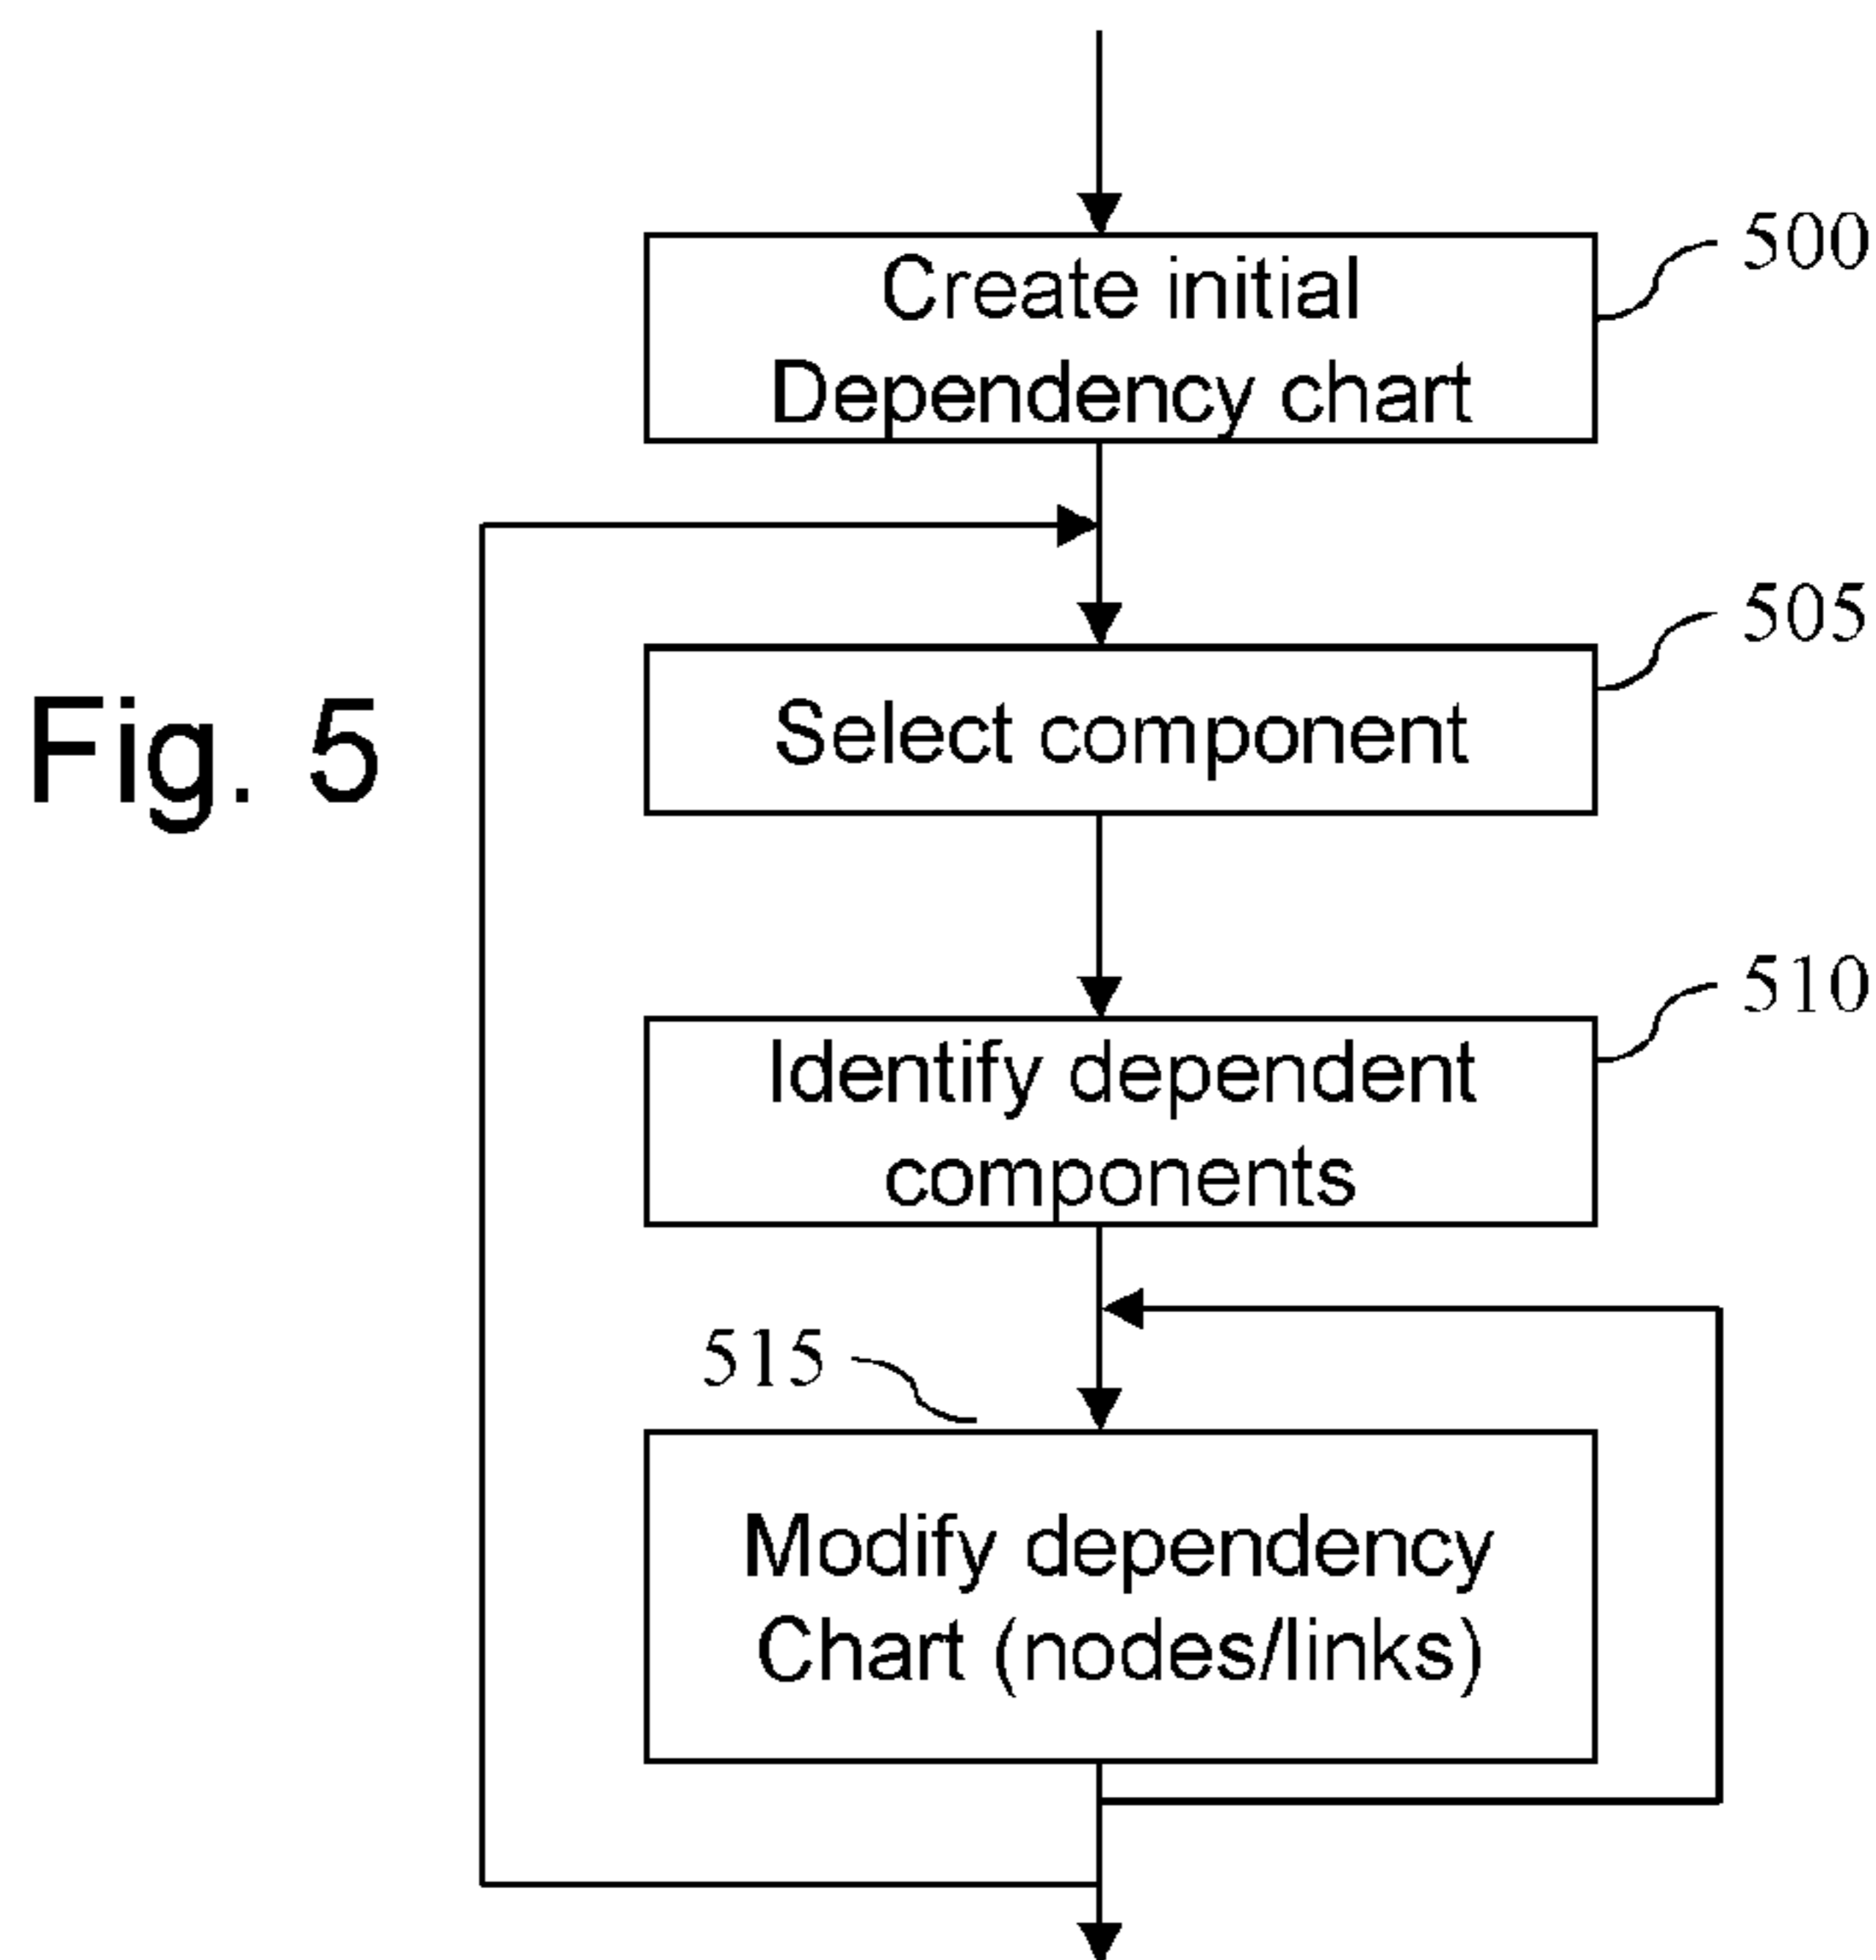 500
Create initial
Dependency chart
505
Fig. 5
Select component
510
Identify dependent
components
515
Modify dependency
Chart (nodes/links)